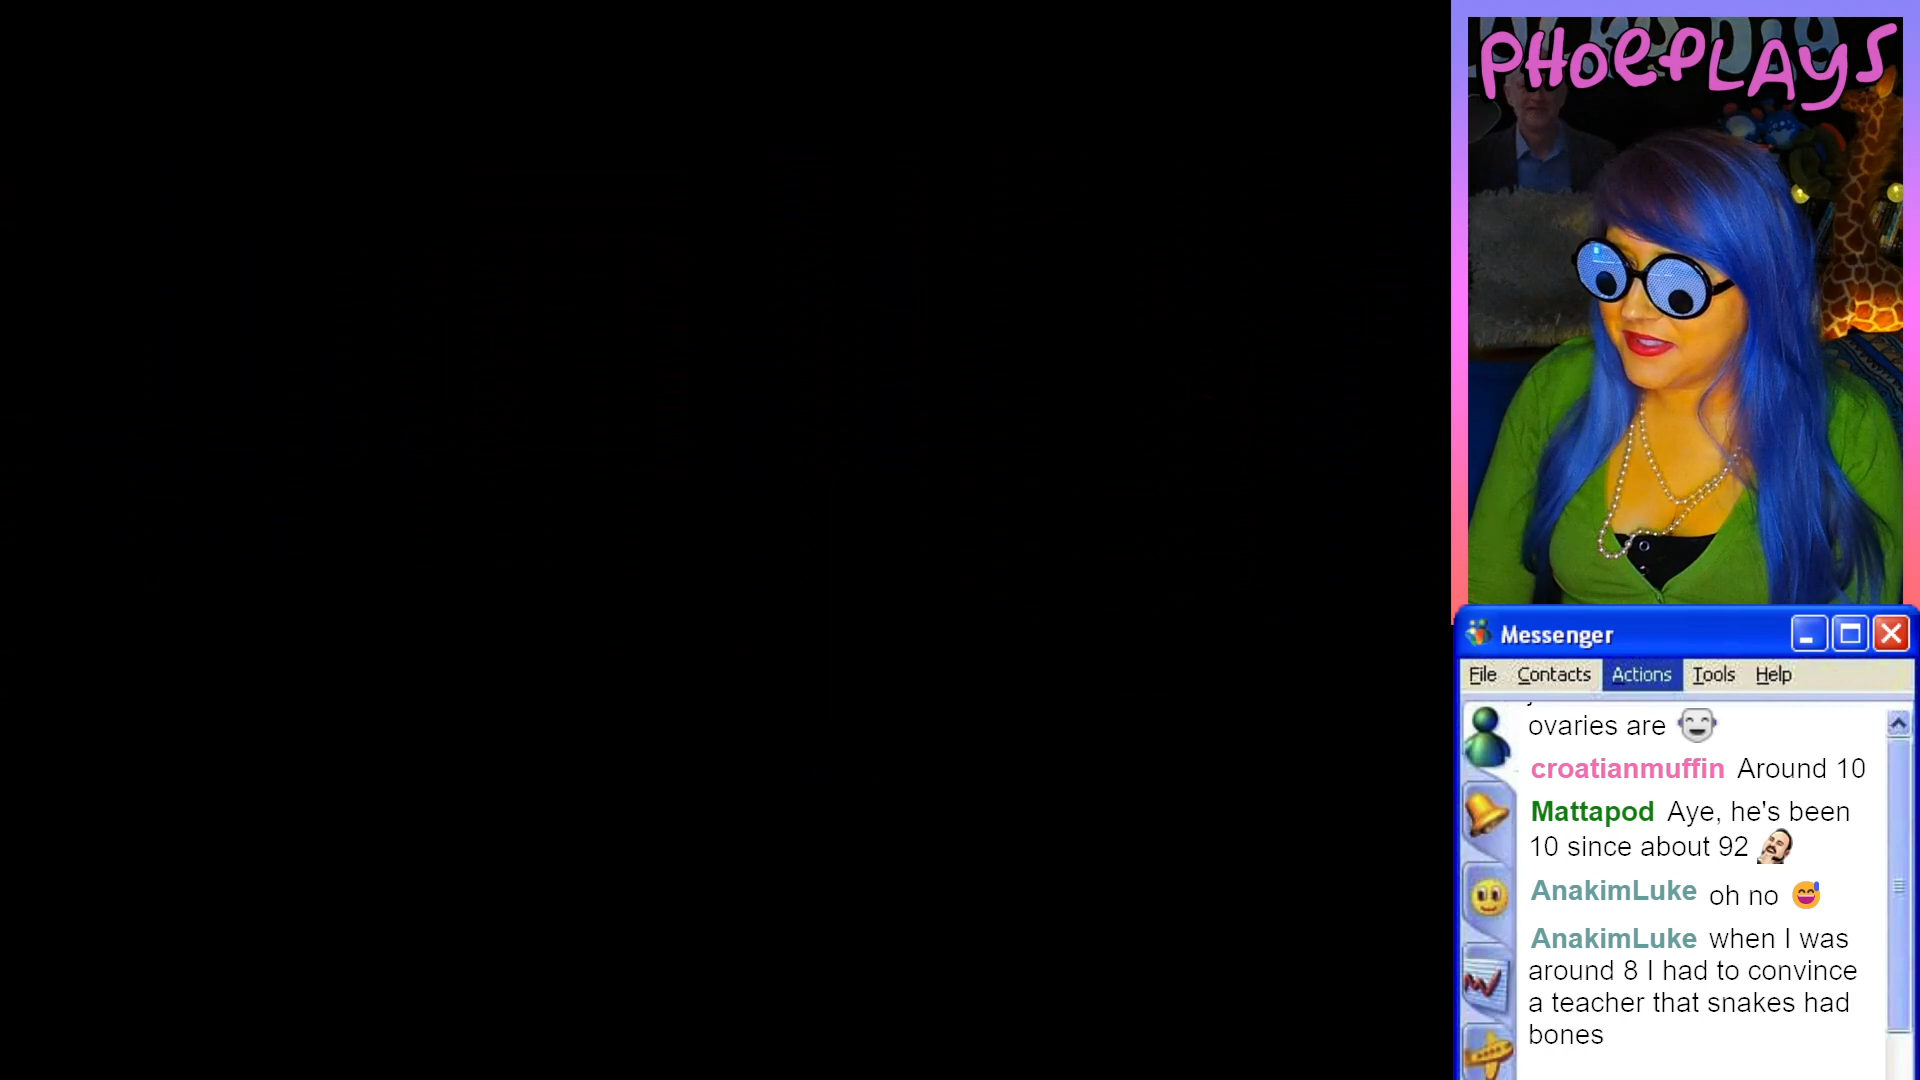 PHOEPLAYS
Messenger
File Contacts Actions Tools Help
ovaries are
croatianmuffin Around 10
Mattapod Aye, he's been
10 since about 92
AnakimLuke oh no
AnakimLuke when I was
around 8 I had to convince
a teacher that snakes had
bones